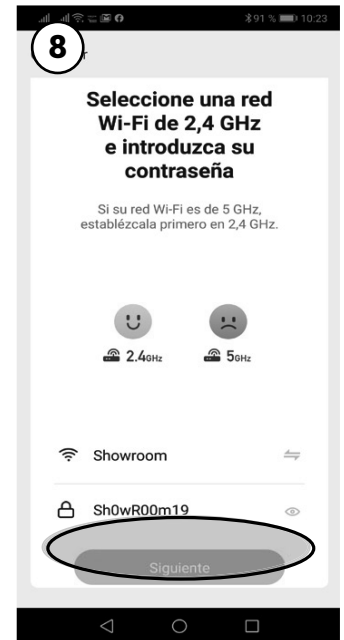 91 % 10:23
8
r
Seleccione una red
Wi-Fi de 2,4 GHz
e introduzca su
contraseña
Si su red Wi-Fi es de 5 GHz,
establézcala primero en 2,4 GHz.
2.4GHz 5GHz
Showroom
Sh0wR00m19
Siguiente